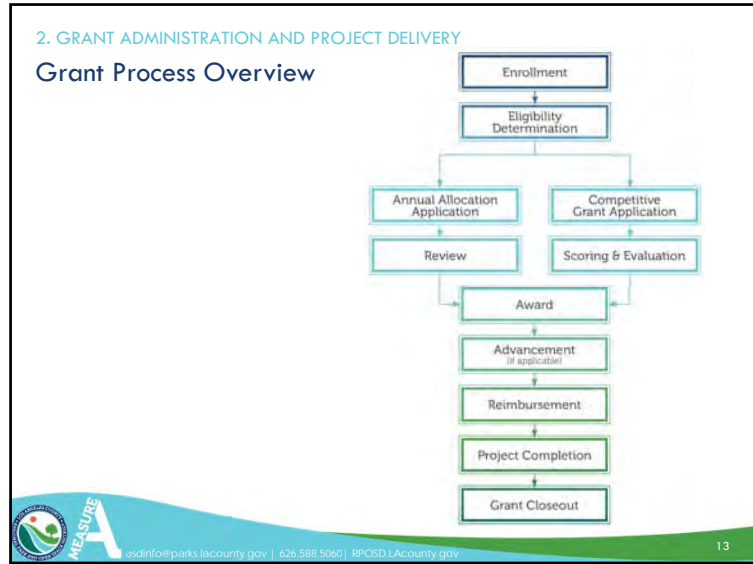 2. GRANT ADMINISTRATION AND PROJECT DELIVERY
Grant Process Overview
Enrollment
Eligibility
Determination
Annual Allocation
Application
Competitive
Grant Application
Review
Scoring & Evaluation
Award
Advancement
(if applicable)
Reimbursement
Project Completion
Grant Closeout
MEASURE A
osdinfo@parks.lacounty.gov | 626.588.5060| RPOSD.LAcounty.gov
13